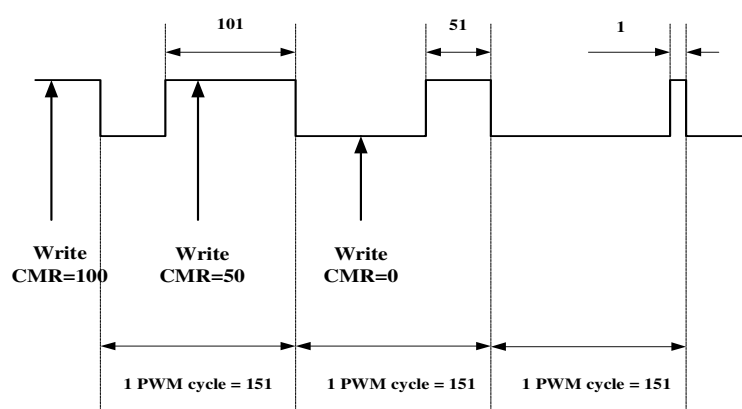 101
51
1
Write
CMR=100
Write
CMR=50
Write
CMR=0
1 PWM cycle = 151
1 PWM cycle = 151
1 PWM cycle = 151